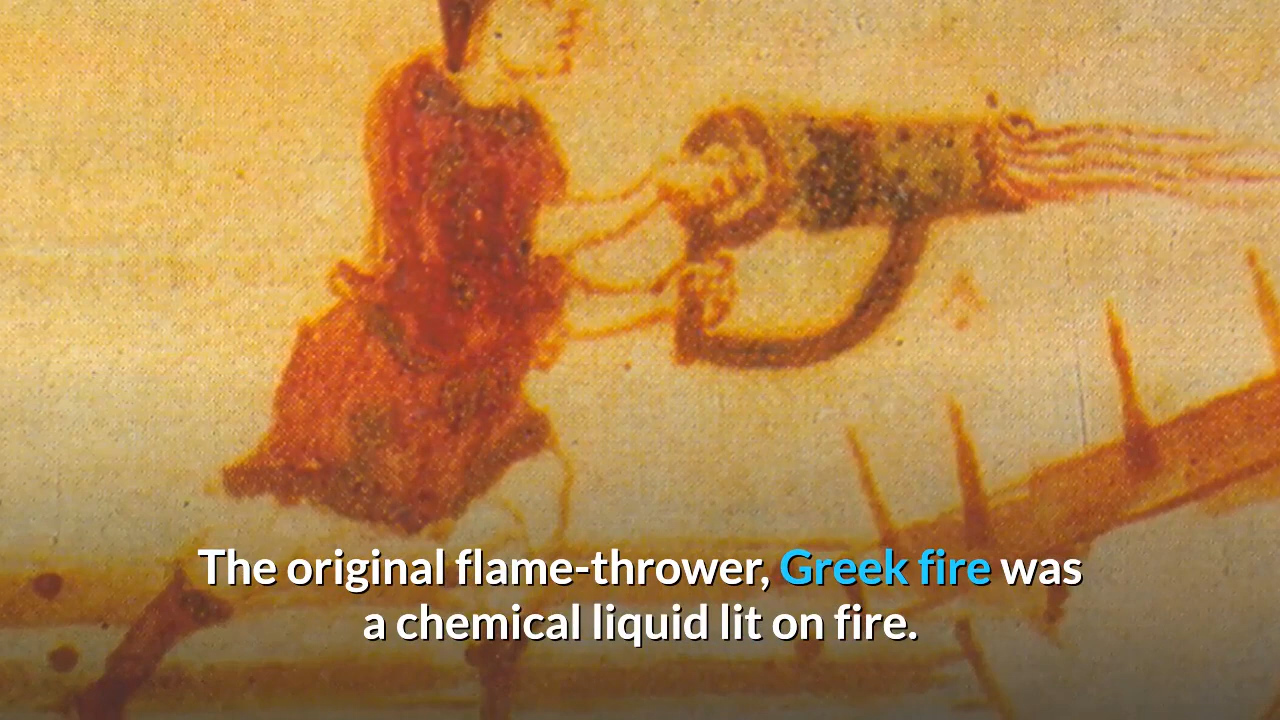 The original flame-thrower, Greek fire was
a chemical liquid lit on fire.